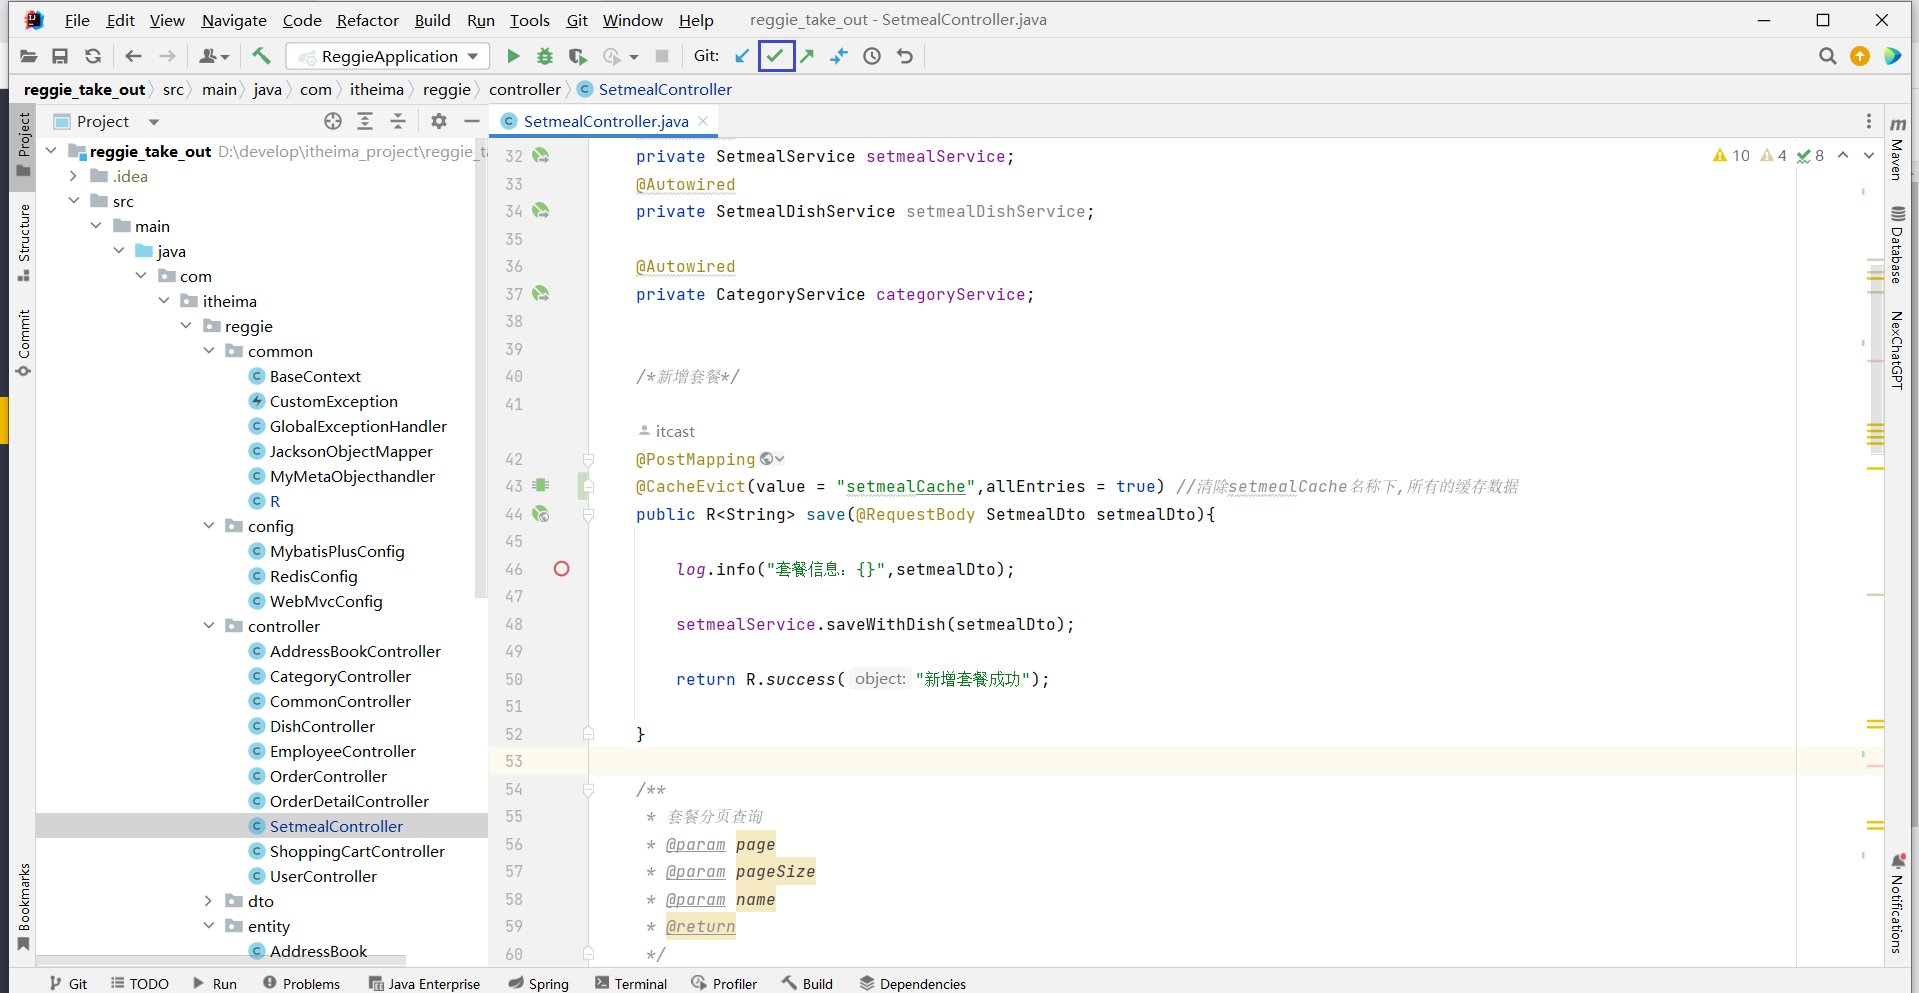 File Edit View Navigate Code Refactor Build Run Tools Git Window Help reggie_take_out - SetmealController.java
ReggieApplication Git:
reggie_take_out src main java com itheima reggie controller SetmealController
Project
SetmealController.java
reggie_take_out D:\develop\itheima_project\reggie_t
.idea
src
main
java
com
itheima
reggie
common
BaseContext
CustomException
GlobalExceptionHandler
JacksonObjectMapper
MyMetaObjecthandler
R
config
MybatisPlusConfig
RedisConfig
WebMvcConfig
controller
AddressBookController
CategoryController
CommonController
DishController
EmployeeController
OrderController
OrderDetailController
SetmealController
ShoppingCartController
UserController
dto
entity
AddressBook
Project
Structure
Commit
Bookmarks
10 4 8
32 private SetmealService setmealService;
33 @Autowired
34 private SetmealDishService setmealDishService;
35
36 @Autowired
37 private CategoryService categoryService;
38
39
40 /*新增套餐*/
41
itcast
42 @PostMapping
43 @CacheEvict(value = "setmealCache",allEntries = true) //清除setmealCache名称下,所有的缓存数据
44 public R<String> save(@RequestBody SetmealDto setmealDto){
45
46 log.info("套餐信息：{}",setmealDto);
47
48 setmealService.saveWithDish(setmealDto);
49
50 return R.success( object: "新增套餐成功");
51
52 }
53
54 /**
55 * 套餐分页查询
56 * @param page
57 * @param pageSize
58 * @param name
59 * @return
60 */
m
Maven
Database
NexChatGPT
Notifications
Git TODO Run Problems Java Enterprise Spring Terminal Profiler Build Dependencies